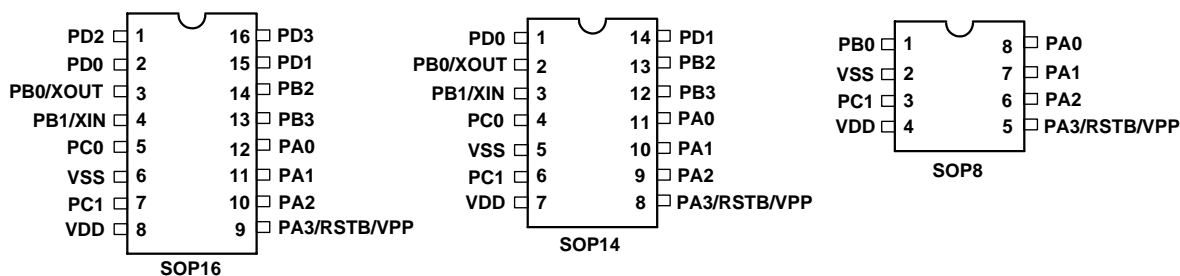 PD2 1 16 PD3
PD0 2 15 PD1
PB0/XOUT 3 14 PB2
PB1/XIN 4 13 PB3
PC0 5 12 PA0
VSS 6 11 PA1
PC1 7 10 PA2
VDD 8 9 PA3/RSTB/VPP
SOP16
PD0 1 14 PD1
PB0/XOUT 2 13 PB2
PB1/XIN 3 12 PB3
PC0 4 11 PA0
VSS 5 10 PA1
PC1 6 9 PA2
VDD 7 8 PA3/RSTB/VPP
SOP14
PB0 1 8 PA0
VSS 2 7 PA1
PC1 3 6 PA2
VDD 4 5 PA3/RSTB/VPP
SOP8